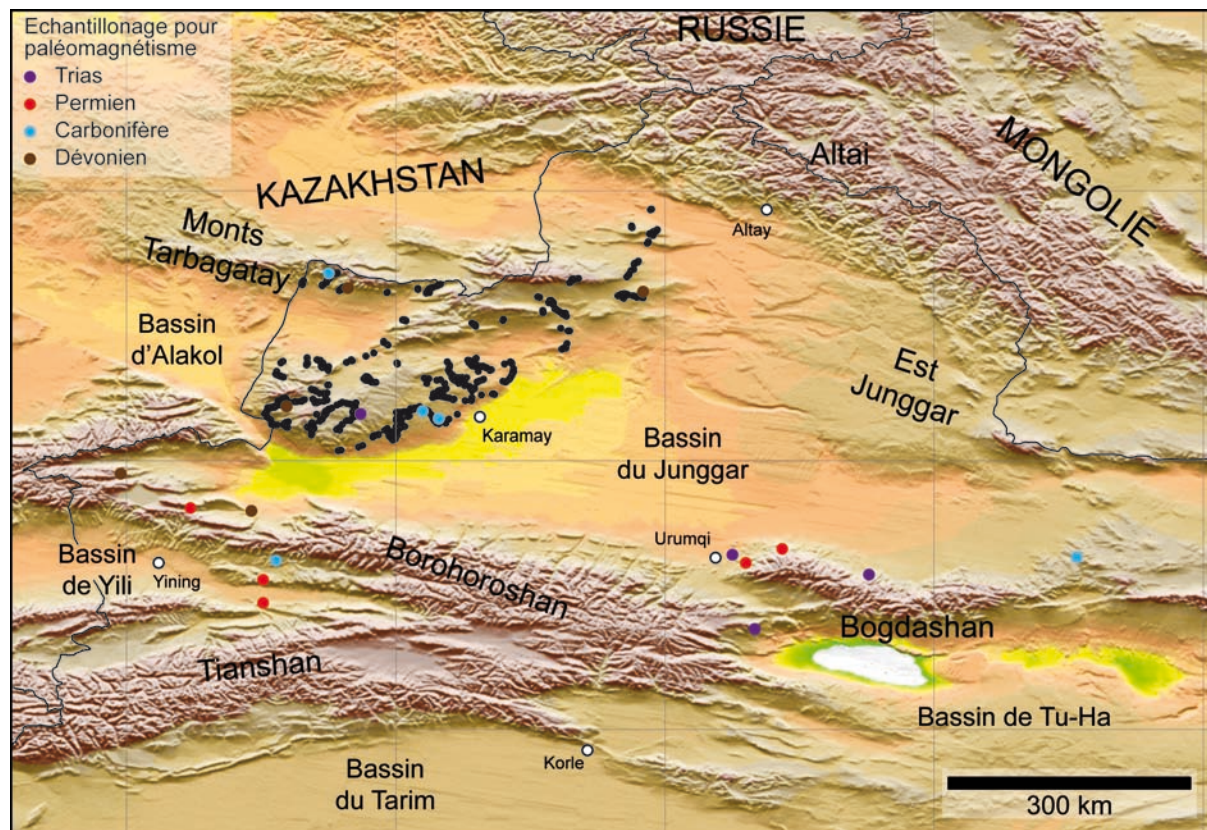 Echantillonage pour
paléomagnétisme
Trias
Permien
Carbonifère
Dévonien
RUSSIE
MONGOLIE
Altai
KAZAKHSTAN
Altay
Monts
Tarbagatay
Bassin
d'Alakol
Est
Junggar
Karamay
Bassin
du Junggar
Urumqi
Bassin
de Yili
Yining
Borohoroshan
Bogdashan
Tianshan
Bassin de Tu-Ha
Korle
Bassin
du Tarim
300 km